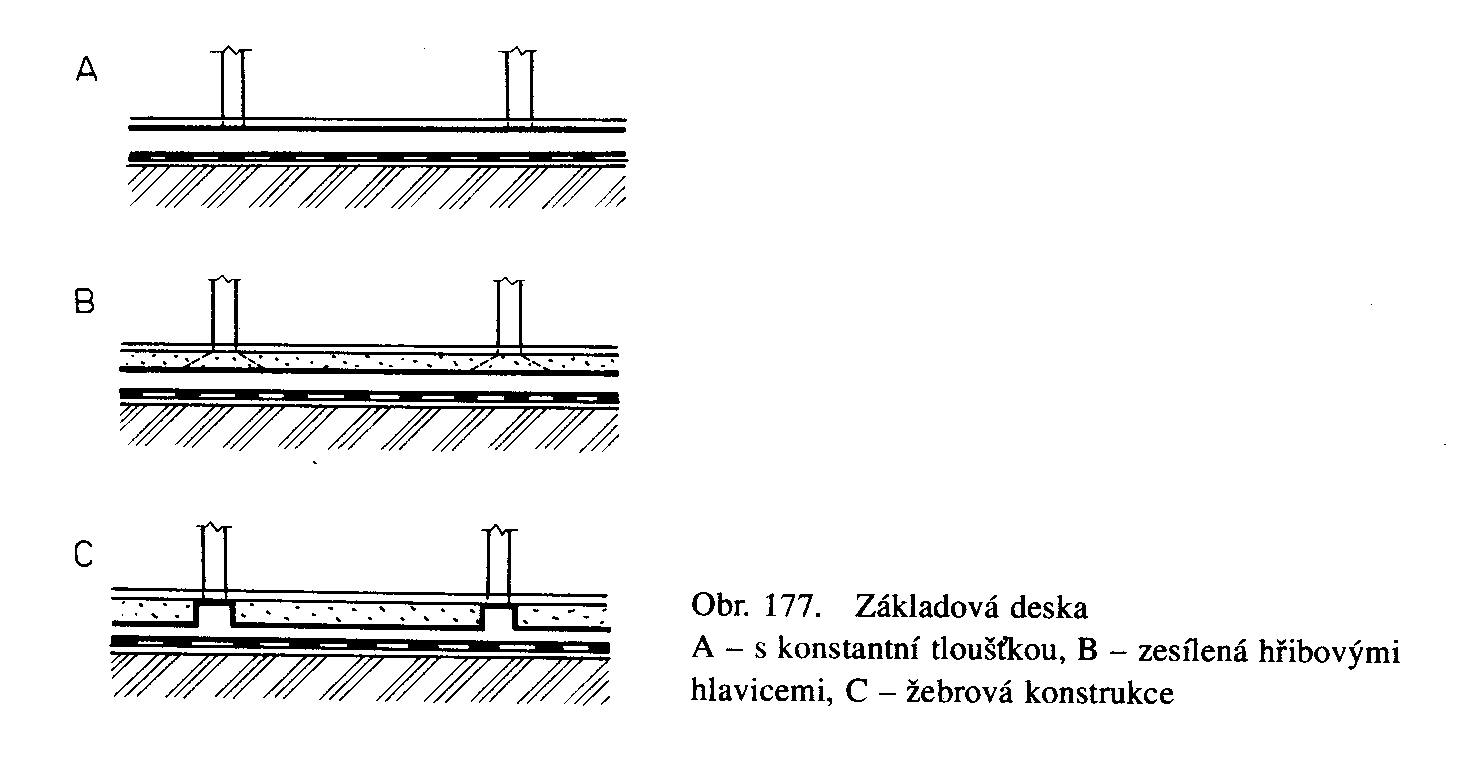 A
B
C
Obr. 177. Základová deska
A – s konstantní tloušťkou, B – zesílená hřibovými
hlavicemi, C – žebrová konstrukce